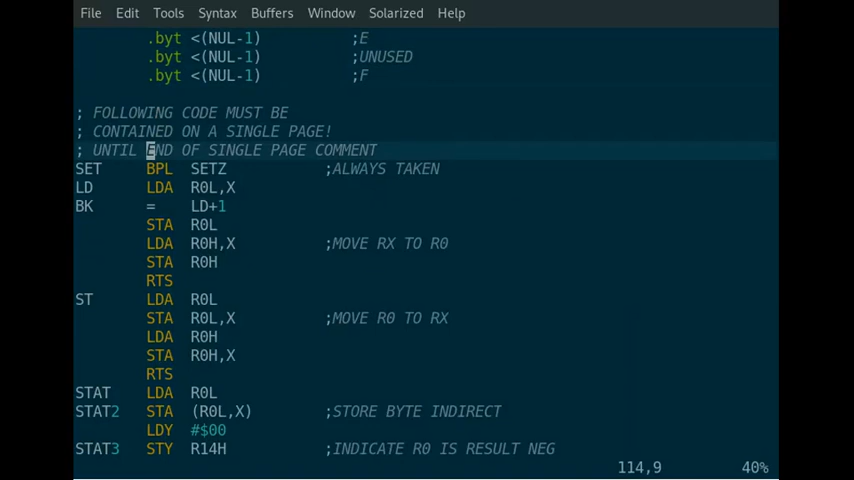 File Edit Tools Syntax Buffers Window Solarized Help
.byt <(NUL-1) ;E
.byt <(NUL-1) ;UNUSED
.byt <(NUL-1) ;F
; FOLLOWING CODE MUST BE
; CONTAINED ON A SINGLE PAGE!
; UNTIL END OF SINGLE PAGE COMMENT
SET BPL SETZ ;ALWAYS TAKEN
LD LDA R0L,X
BK = LD+1
STA R0L
LDA R0H,X ;MOVE RX TO R0
STA R0H
RTS
ST LDA R0L
STA R0L,X ;MOVE R0 TO RX
LDA R0H
STA R0H,X
RTS
STAT LDA R0L
STAT2 STA (R0L,X) ;STORE BYTE INDIRECT
LDY #$00
STAT3 STY R14H ;INDICATE R0 IS RESULT NEG
114,9 40%